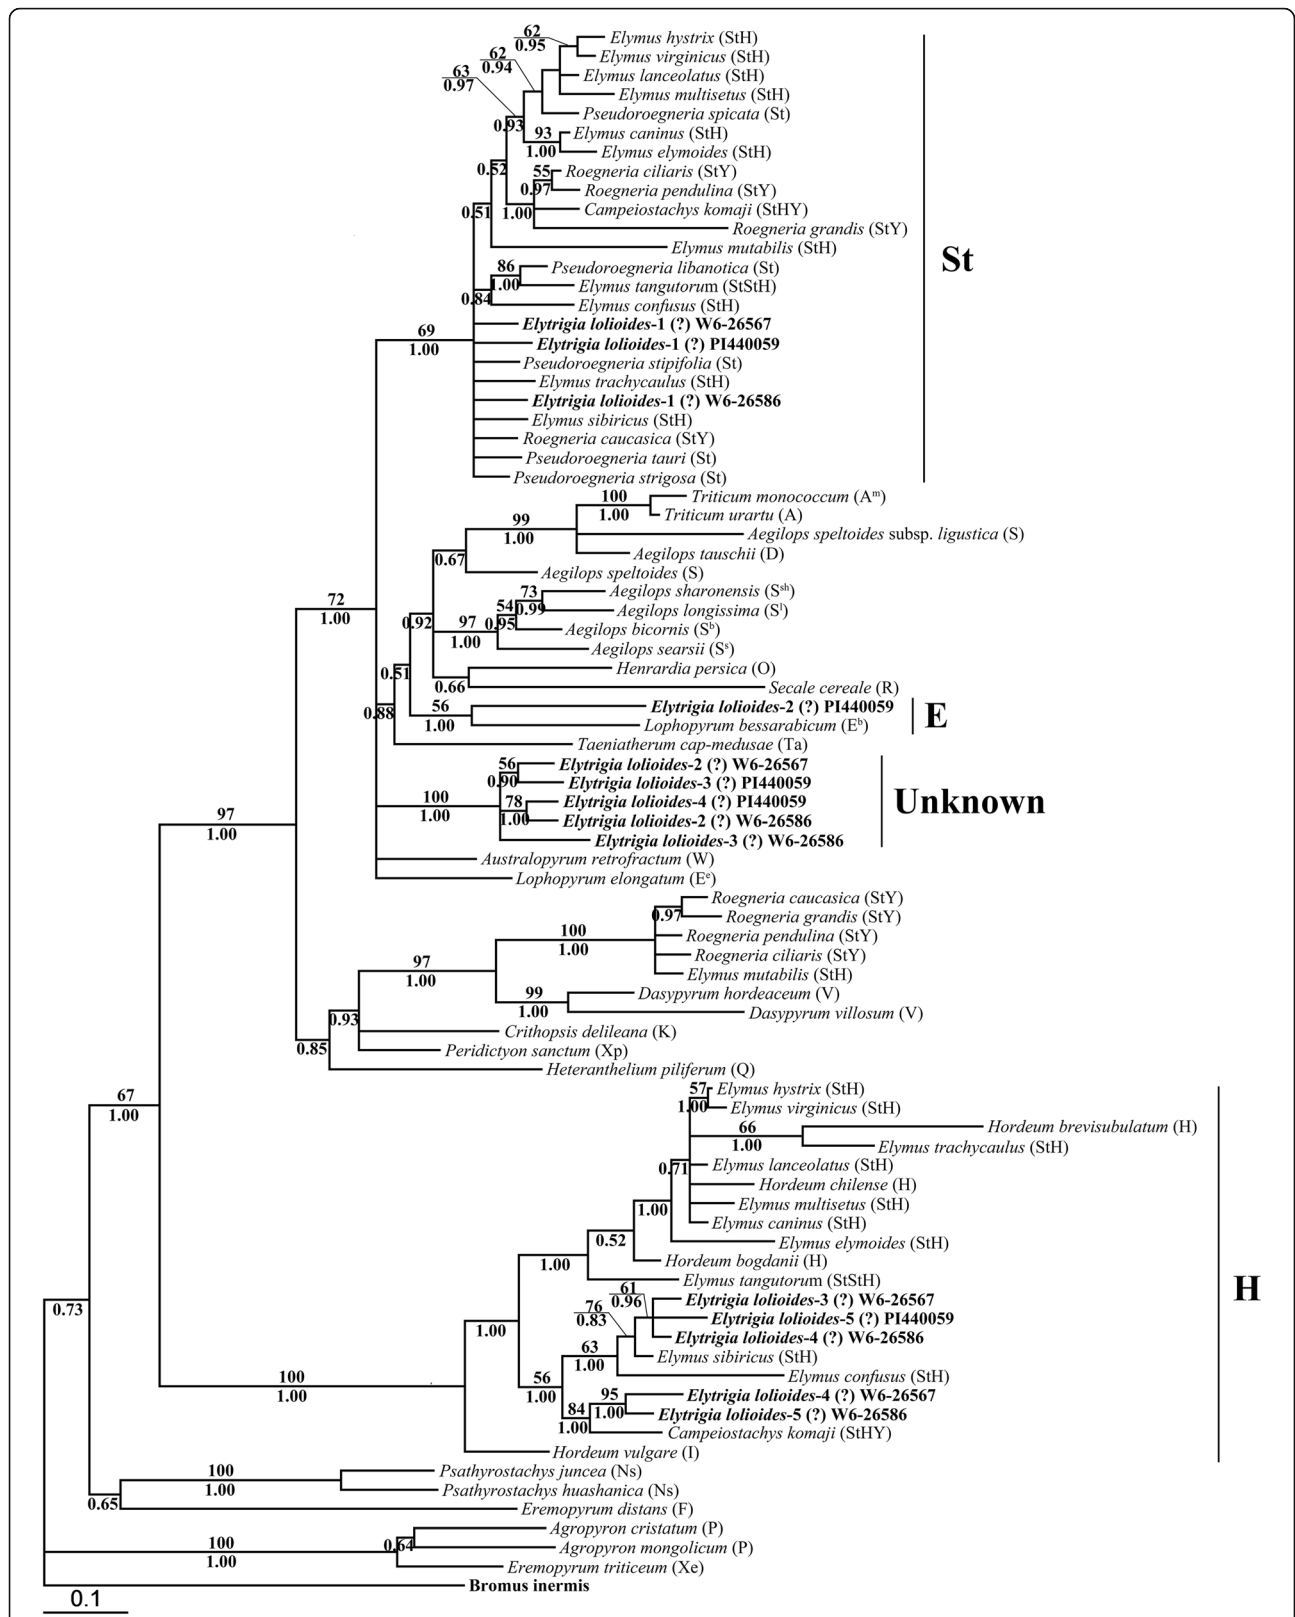 62
0.95
Elymus hystrix (StH)
Elymus virginicus (StH)
62
0.94
Elymus lanceolatus (StH)
63
0.97
Elymus multisetus (StH)
Pseudoroegneria spicata (St)
0.93
93
1.00
Elymus caninus (StH)
Elymus elymoides (StH)
0.52
55
0.97
Roegneria ciliaris (StY)
Roegneria pendulina (StY)
1.00
Campeiostachys komaji (StHY)
0.51
Roegneria grandis (StY)
Elymus mutabilis (StH)
St
86
1.00
Pseudoroegneria libanotica (St)
Elymus tangutorum (StStH)
0.84
Elymus confusus (StH)
Elytrigia lolioides-1 (?) W6-26567
69
1.00
Elytrigia lolioides-1 (?) PI440059
Pseudoroegneria stipifolia (St)
Elymus trachycaulus (StH)
Elytrigia lolioides-1 (?) W6-26586
Elymus sibiricus (StH)
Roegneria caucasica (StY)
Pseudoroegneria tauri (St)
Pseudoroegneria strigosa (St)
100
1.00
Triticum monococcum (Am)
Triticum urartu (A)
99
1.00
Aegilops speltoides subsp. ligustica (S)
Aegilops tauschii (D)
0.67
Aegilops speltoides (S)
73
0.99
Aegilops sharonensis (Ssh)
54
0.95
Aegilops longissima (Sl)
72
1.00
0.92
97
1.00
Aegilops bicornis (Sb)
Aegilops searsii (Ss)
0.51
Henrardia persica (O)
0.66
Secale cereale (R)
0.88
56
1.00
Elytrigia lolioides-2 (?) PI440059
Lophopyrum bessarabicum (Eb)
E
Taeniatherum cap-medusae (Ta)
56
0.90
Elytrigia lolioides-2 (?) W6-26567
Elytrigia lolioides-3 (?) PI440059
100
1.00
78
1.00
Elytrigia lolioides-4 (?) PI440059
Elytrigia lolioides-2 (?) W6-26586
Elytrigia lolioides-3 (?) W6-26586
Unknown
97
1.00
Australopyrum retrofractum (W)
Lophopyrum elongatum (Ee)
0.97
Roegneria caucasica (StY)
Roegneria grandis (StY)
100
1.00
Roegneria pendulina (StY)
Roegneria ciliaris (StY)
97
1.00
Elymus mutabilis (StH)
99
1.00
Dasypyrum hordeaceum (V)
Dasypyrum villosum (V)
0.93
Crithopsis delileana (K)
0.85
Peridictyon sanctum (Xp)
Heteranthelium piliferum (Q)
67
1.00
57
1.00
Elymus hystrix (StH)
Elymus virginicus (StH)
66
1.00
Hordeum brevisubulatum (H)
Elymus trachycaulus (StH)
0.71
Elymus lanceolatus (StH)
Hordeum chilense (H)
1.00
Elymus multisetus (StH)
Elymus caninus (StH)
0.52
Elymus elymoides (StH)
1.00
Hordeum bogdanii (H)
Elymus tangutorum (StStH)
H
61
0.96
Elytrigia lolioides-3 (?) W6-26567
76
0.83
Elytrigia lolioides-5 (?) PI440059
0.73
1.00
Elytrigia lolioides-4 (?) W6-26586
63
1.00
Elymus sibiricus (StH)
Elymus confusus (StH)
100
1.00
56
1.00
95
1.00
Elytrigia lolioides-4 (?) W6-26567
84
1.00
Elytrigia lolioides-5 (?) W6-26586
Campeiostachys komaji (StHY)
Hordeum vulgare (I)
100
1.00
Psathyrostachys juncea (Ns)
Psathyrostachys huashanica (Ns)
0.65
Eremopyrum distans (F)
100
1.00
0.64
Agropyron cristatum (P)
Agropyron mongolicum (P)
Eremopyrum triticeum (Xe)
Bromus inermis
0.1